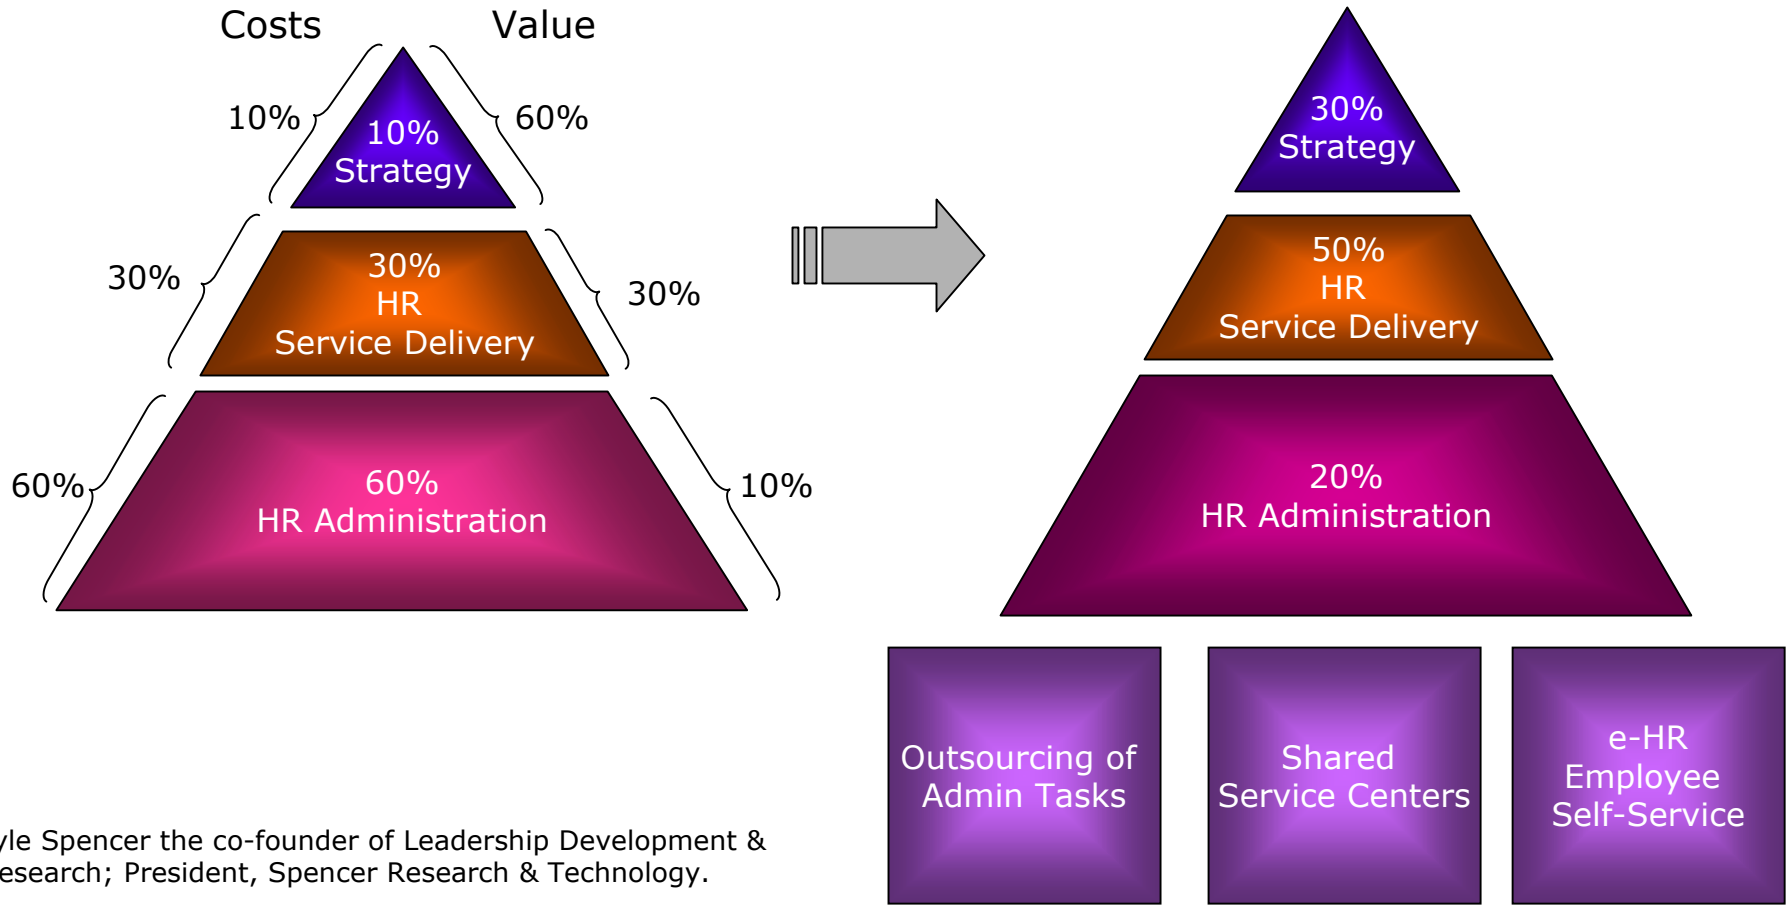 Costs
Value
10%
60%
10%
Strategy
30%
30%
30%
HR
Service Delivery
60%
10%
60%
HR Administration
30%
Strategy
50%
HR
Service Delivery
20%
HR Administration
Outsourcing of
Admin Tasks
Shared
Service Centers
e-HR
Employee
Self-Service
yle Spencer the co-founder of Leadership Development &
esearch; President, Spencer Research & Technology.